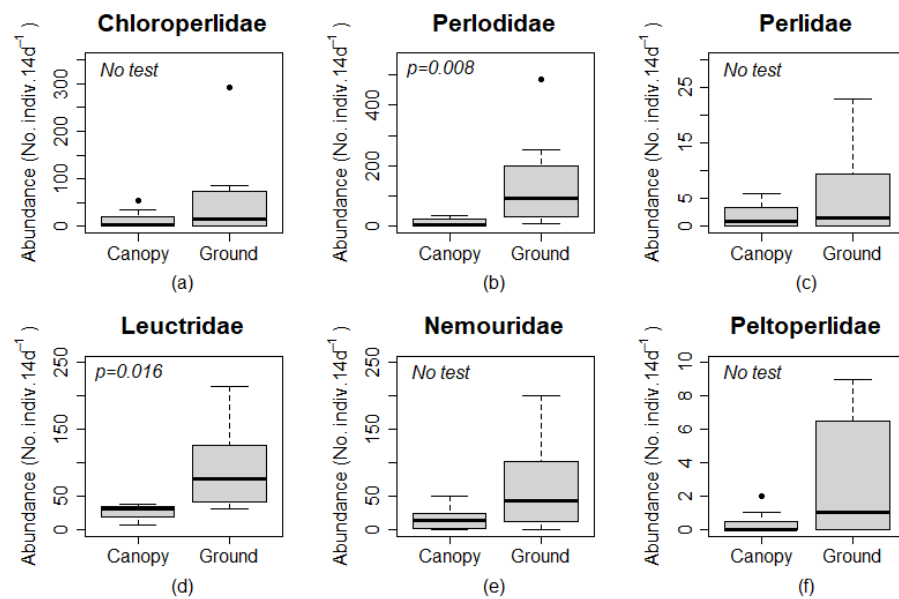 Chloroperlidae Perlodidae Perlidae
Abundance (No. indiv.14d⁻¹ )
0 50 100 200 300
No test
Canopy Ground
(a)
Abundance (No. indiv.14d⁻¹ )
0 200 400
p=0.008
Canopy Ground
(b)
Abundance (No. indiv.14d⁻¹ )
0 5 15 25
No test
Canopy Ground
(c)
Leuctridae Nemouridae Peltoperlidae
Abundance (No. indiv.14d⁻¹ )
0 50 150 250
p=0.016
Canopy Ground
(d)
Abundance (No. indiv.14d⁻¹ )
0 50 150 250
No test
Canopy Ground
(e)
Abundance (No. indiv.14d⁻¹ )
0 2 4 6 8 10
No test
Canopy Ground
(f)